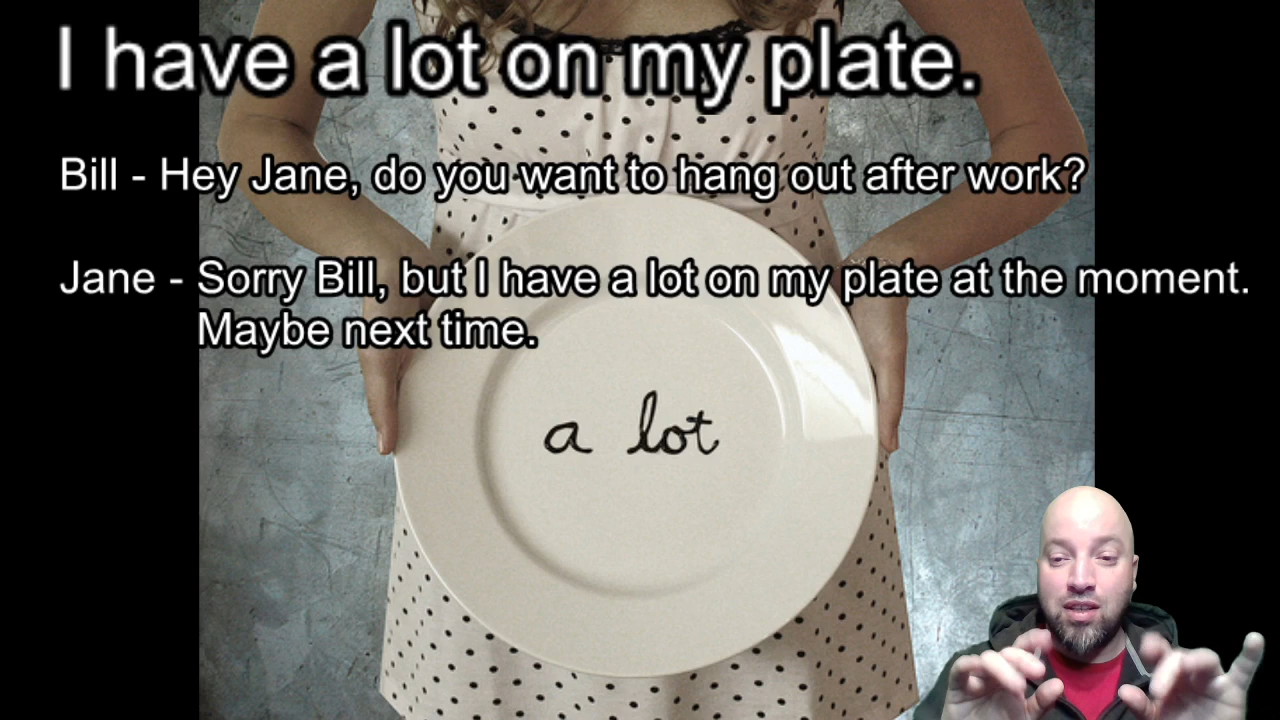 I have a lot on my plate.
Bill - Hey Jane, do you want to hang out after work?
Jane - Sorry Bill, but I have a lot on my plate at the moment.
Maybe next time.
a lot